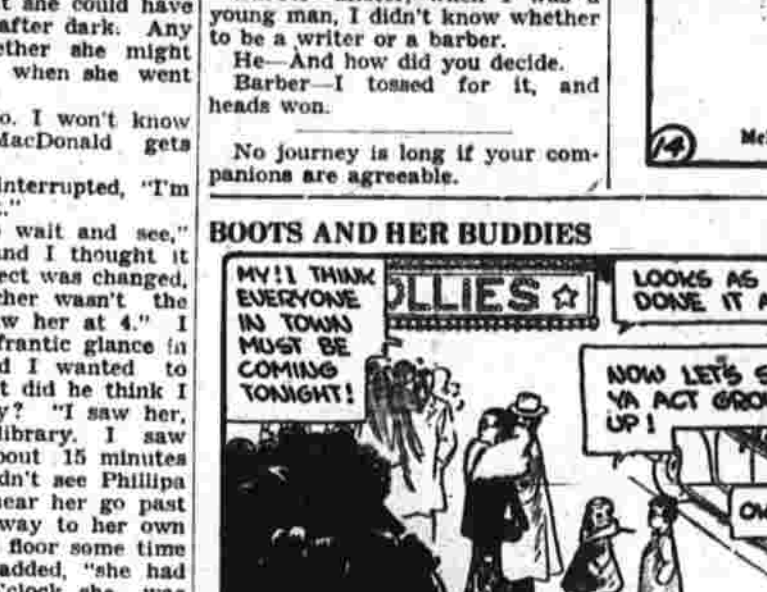 t she could have
after dark. Any
ether she might
when she went
o. I won't know
MacDonald gets
interrupted, "I'm
wait and see,"
nd I thought it
ect was changed,
cher wasn't the
w her at 4." I
frantic glance in
d I wanted to
t did he think I
y? "I saw her,
library. I saw
bout 15 minutes
dn't see Phillipa
near her go past
way to her own
floor some time
added, "she had
young man, I didn't know whether
to be a writer or a barber.
He—And how did you decide.
Barber—I tossed for it, and
heads won.
No journey is long if your com-
panions are agreeable.
14
BOOTS AND HER BUDDIES
MY! I THINK
EVERYONE
IN TOWN
MUST BE
COMING
TONIGHT!
OLLIES
LOOKS AS
DONE IT A
NOW LET'S S
YA ACT GRO
UP!